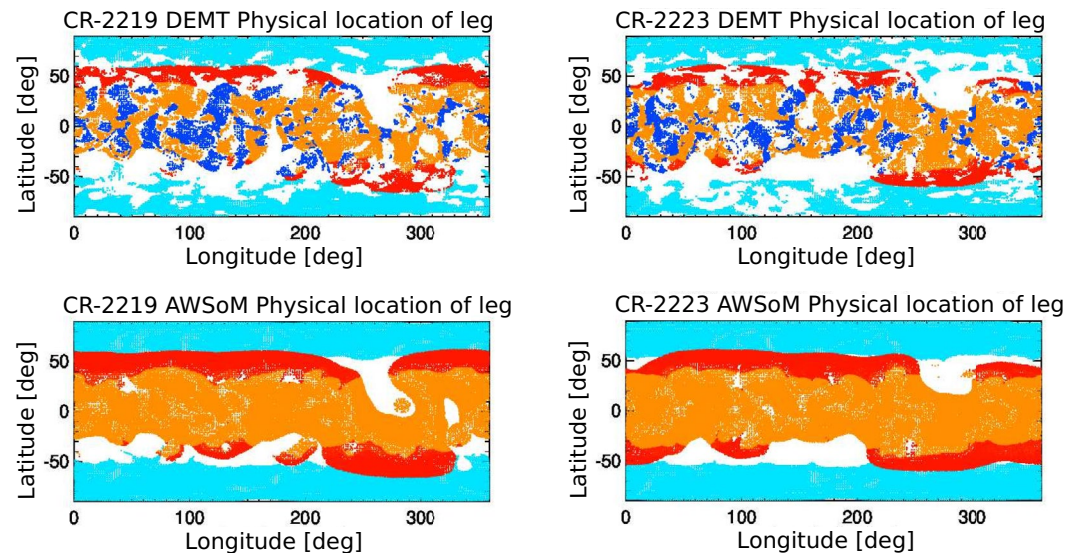 CR-2219 DEMT Physical location of leg
CR-2223 DEMT Physical location of leg
Latitude [deg]
50
0
-50
0
100
200
300
Longitude [deg]
Latitude [deg]
50
0
-50
0
100
200
300
Longitude [deg]
CR-2219 AWSoM Physical location of leg
CR-2223 AWSoM Physical location of leg
Latitude [deg]
50
0
-50
0
100
200
300
Longitude [deg]
Latitude [deg]
50
0
-50
0
100
200
300
Longitude [deg]